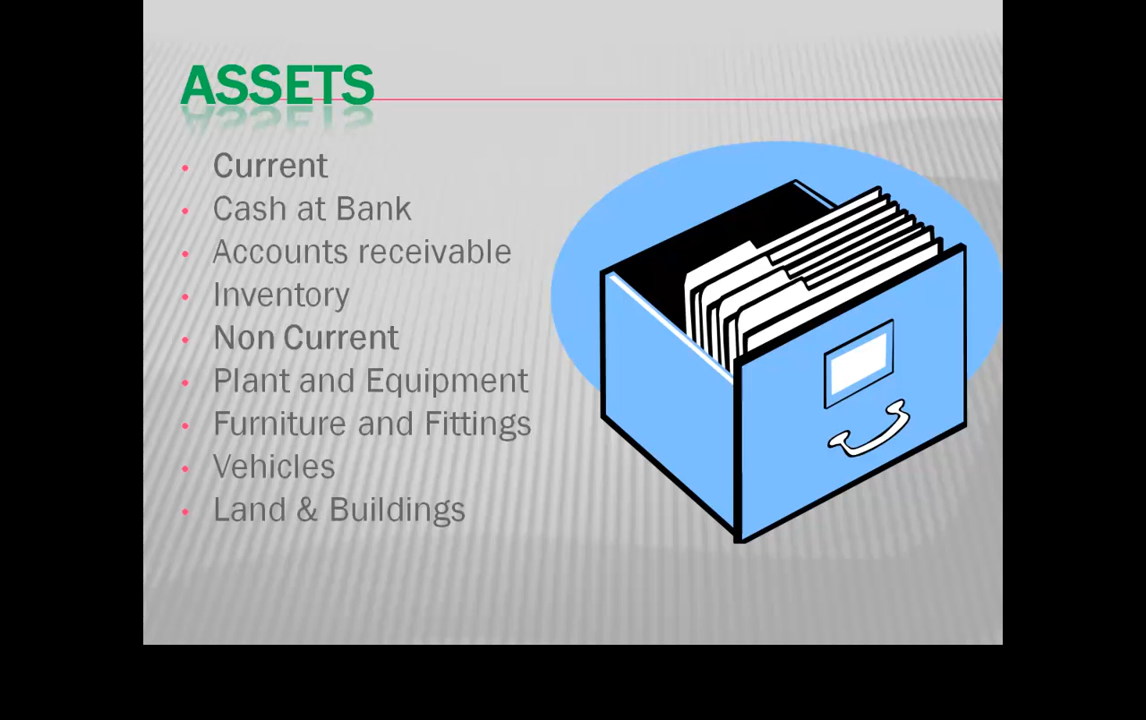 ASSETS
Current
Cash at Bank
Accounts receivable
Inventory
Non Current
Plant and Equipment
Furniture and Fittings
Vehicles
Land & Buildings